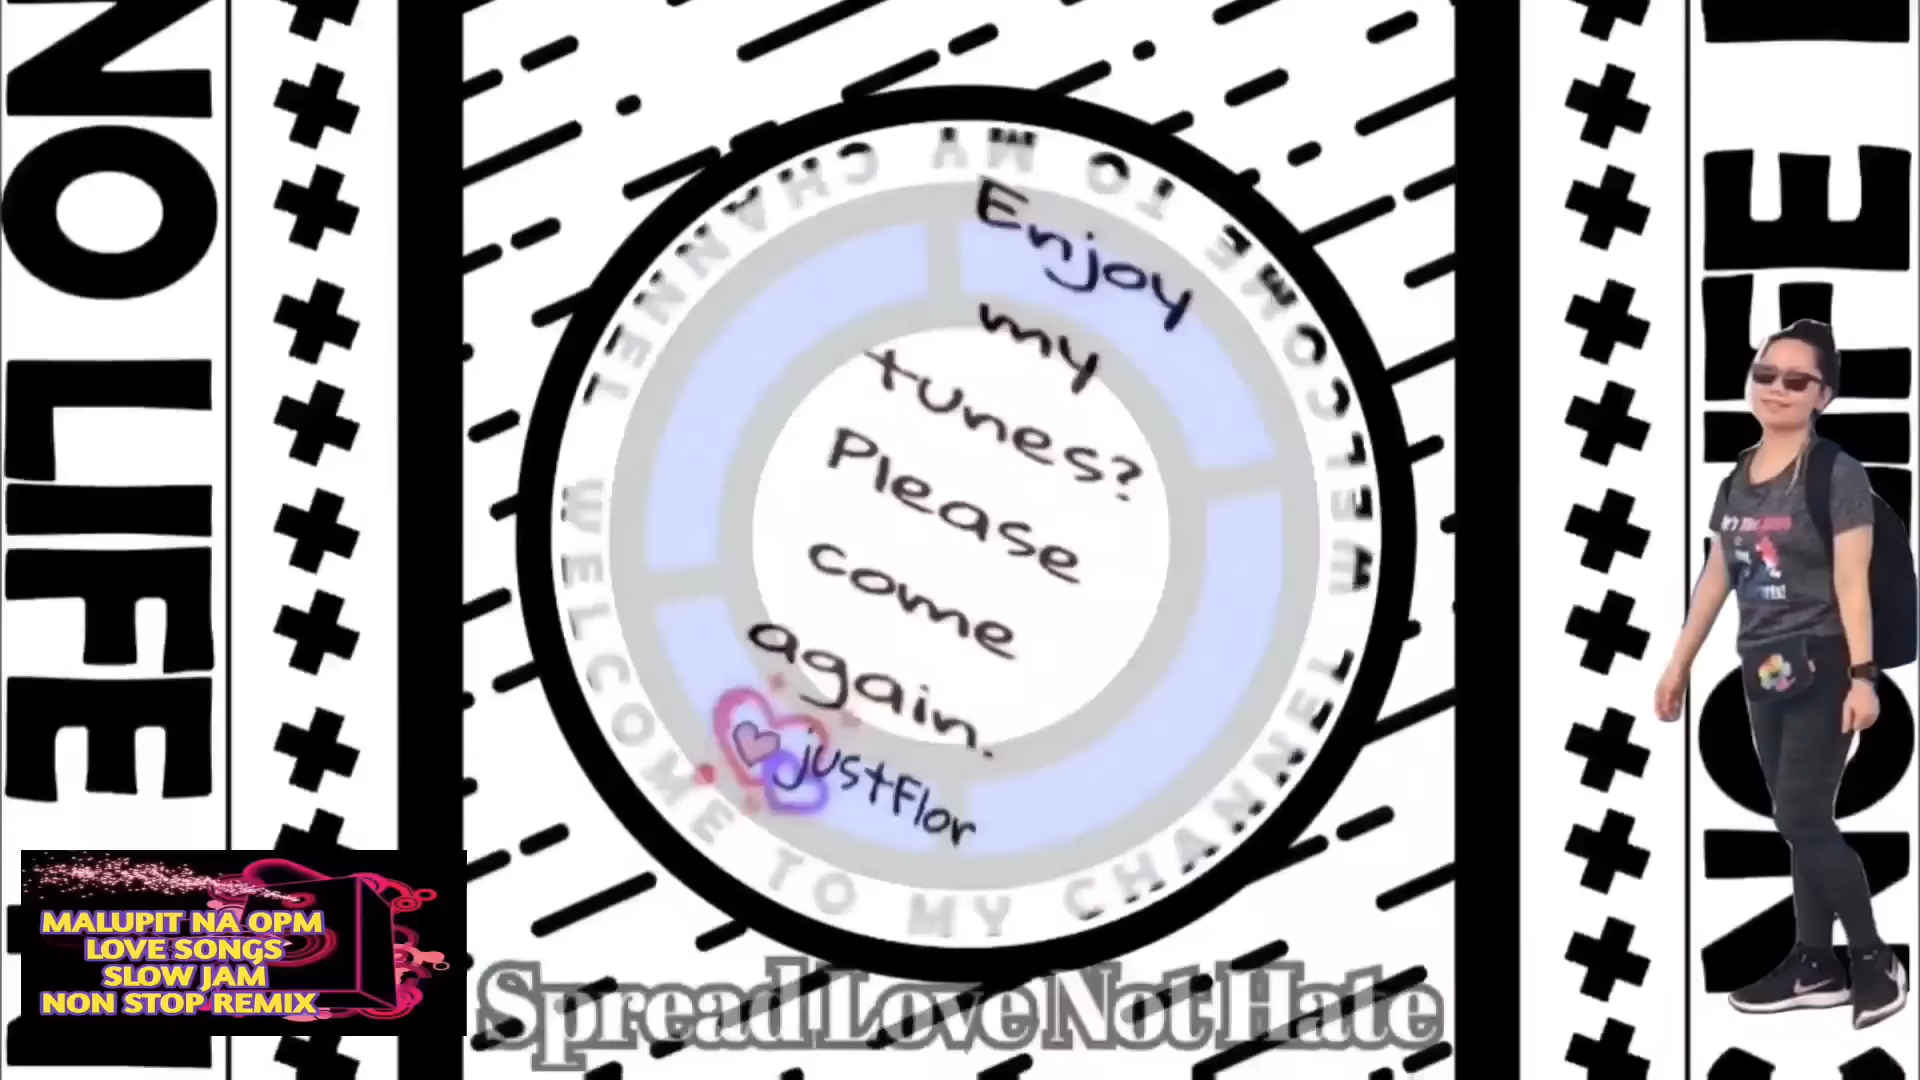 NO LIFE
WELCOME TO MY CHANNEL
WELCOME TO MY CHANNEL
Enjoy
my
tunes?
Please
come
again.
justFlor
Spread Love Not Hate
MALUPIT NA OPM
LOVE SONGS
SLOW JAM
NON STOP REMIX